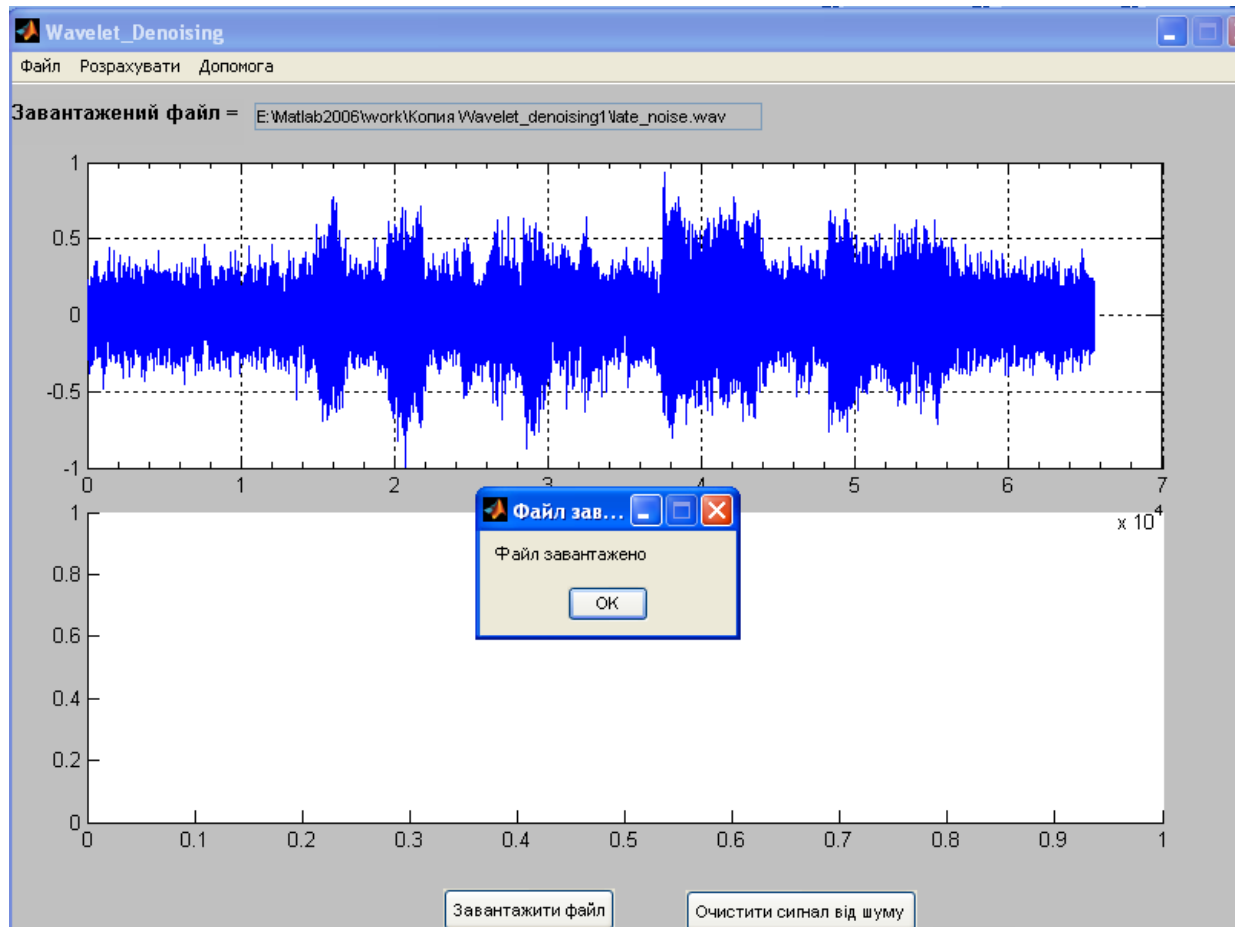 Wavelet_Denoising
Файл Розрахувати Допомога
Завантажений файл = E:\Matlab2006\work\Копия Wavelet_denoising1\late_noise.wav
1
0.5
0
-0.5
-1
0 1 2 3 4 5 6 7
x 10^4
Файл зав...
Файл завантажено
OK
1
0.8
0.6
0.4
0.2
0
0 0.1 0.2 0.3 0.4 0.5 0.6 0.7 0.8 0.9 1
Завантажити файл Очистити сигнал від шуму